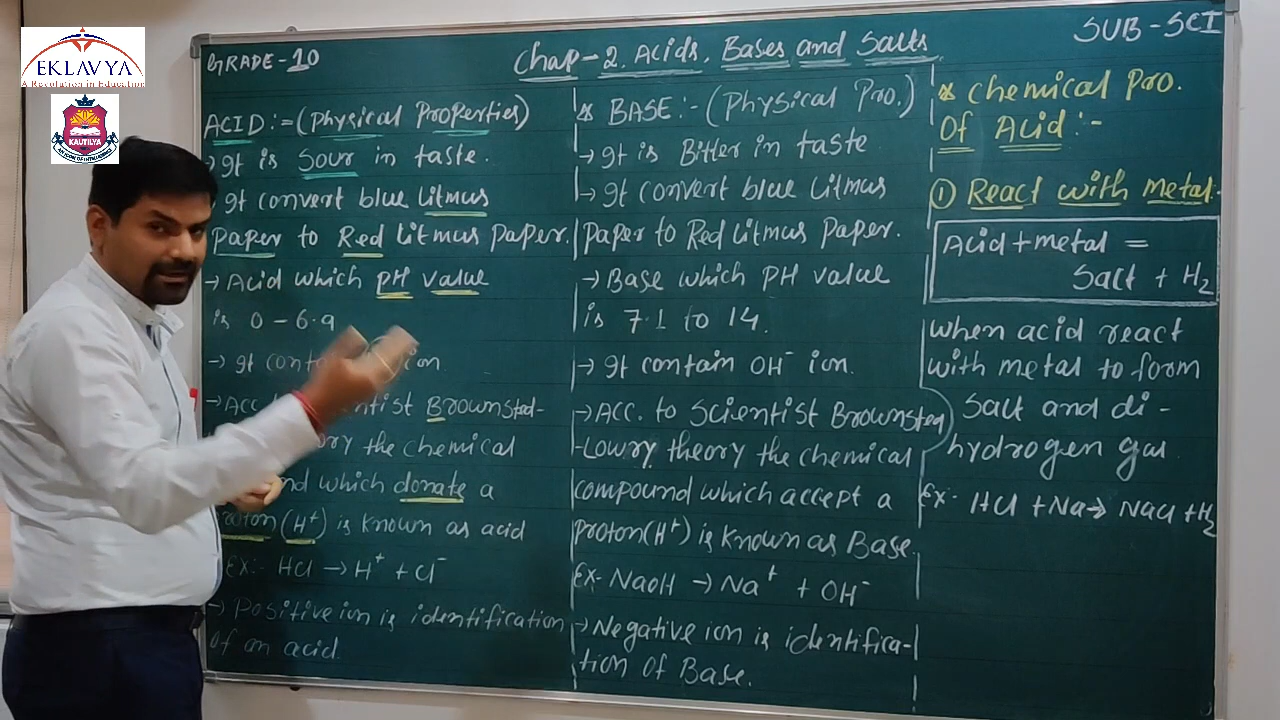 EKLAVYA
A Revolution in Education
KAUTILYA
GRADE-10
Chap-2. Acids, Bases and Salts
SUB-SCI
ACID:-(Physical Properties)
→ It is Sour in taste.
It convert blue litmus
paper to Red litmus paper.
→ Acid which pH value
is 0-6.9
→ It ion.
→ Acc. Brownsted-
the chemical
which donate a
Proton(H⁺) is known as acid
Ex:- HCl → H⁺ + Cl⁻
→ Positive ion is identification
of an acid.
* BASE:-(Physical Pro.)
→ It is Bitter in taste
→ It convert blue litmus
paper to Red litmus paper.
→ Base which PH value
is 7.1 to 14.
→ It contain OH⁻ ion.
→ Acc. to Scientist Brownsted
-Lowry theory the chemical
compound which accept a
proton(H⁺) is known as Base.
Ex- NaOH → Na⁺ + OH⁻
→ Negative ion is identifica-
tion of Base.
* Chemical Pro.
Of Acid:-
① React with metal:
Acid+metal =
Salt + H₂
when acid react
with metal to form
Salt and di-
hydrogen gas
Ex- HCl + Na → NaCl + H₂